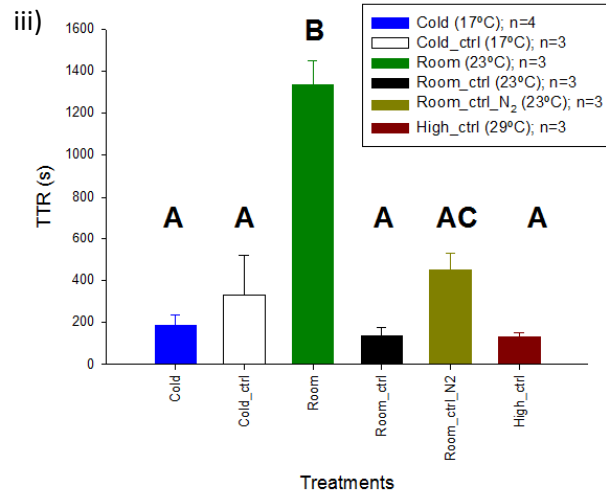 iii)
Cold (17ºC); n=4
Cold_ctrl (17ºC); n=3
Room (23ºC); n=3
Room_ctrl (23ºC); n=3
Room_ctrl_N₂ (23ºC); n=3
High_ctrl (29ºC); n=3
B
A A A AC A
TTR (s)
1600
1400
1200
1000
800
600
400
200
0
Cold
Cold_ctrl
Room
Room_ctrl
Room_ctrl_N2
High_ctrl
Treatments